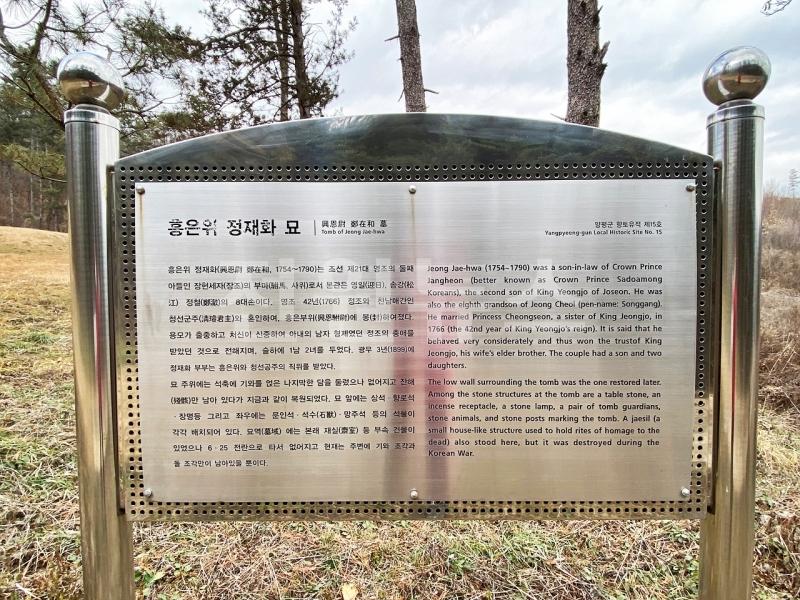 흥은위 정재화 묘
興恩尉 鄭在和 墓
Tomb of Jeong Jae-hwa
양평군 향토유적 제15호
Yangpyeong-gun Local Historic Site No. 15
흥은위 정재화(興恩尉 鄭在和, 1754~1790)는 조선 제21대 영조의 둘째
아들인 장헌세자(장조)의 부마(駙馬, 사위)로서 본관은 영일(迎日), 송강(松
江) 정철(鄭澈)의 8대손이다. 영조 42년(1766) 정조와 친남매간인
청선군주(淸璿君主)와 혼인하여, 흥은부위(興恩副尉)에 봉(封)하여졌다.
용모가 출중하고 처신이 신중하여 아내의 남자 형제였던 정조의 총애를
받았던 것으로 전해지며, 슬하에 1남 2녀를 두었다. 광무 3년(1899)에
정재화 부부는 흥은위와 청선공주의 직위를 받았다.
묘 주위에는 석축에 기와를 얹은 나지막한 담을 둘렀으나 없어지고 잔해
(殘骸)만 남아 있다가 지금과 같이 복원되었다. 묘 앞에는 상석·향로석
·장명등 그리고 좌우에는 문인석·석수(石獸)·망주석 등의 석물이
각각 배치되어 있다. 묘역(墓域) 에는 본래 재실(齋室) 등 부속 건물이
있었으나 6·25 전란으로 타서 없어지고 현재는 주변에 기와 조각과
돌 조각만이 남아있을 뿐이다.
Jeong Jae-hwa (1754~1790) was a son-in-law of Crown Prince
Jangheon (better known as Crown Prince Sadoamong
Koreans), the second son of King Yeongjo of Joseon. He was
also the eighth grandson of Jeong Cheol (pen-name: Songgang).
He married Princess Cheongseon, a sister of King Jeongjo, in
1766 (the 42nd year of King Yeongjo's reign). It is said that he
behaved very considerately and thus won the trustof King
Jeongjo, his wife's elder brother. The couple had a son and two
daughters.
The low wall surrounding the tomb was the one restored later.
Among the stone structures at the tomb are a table stone, an
incense receptacle, a stone lamp, a pair of tomb guardians,
stone animals, and stone posts marking the tomb. A jaesil (a
small house-like structure used to hold rites of homage to the
dead) also stood here, but it was destroyed during the
Korean War.